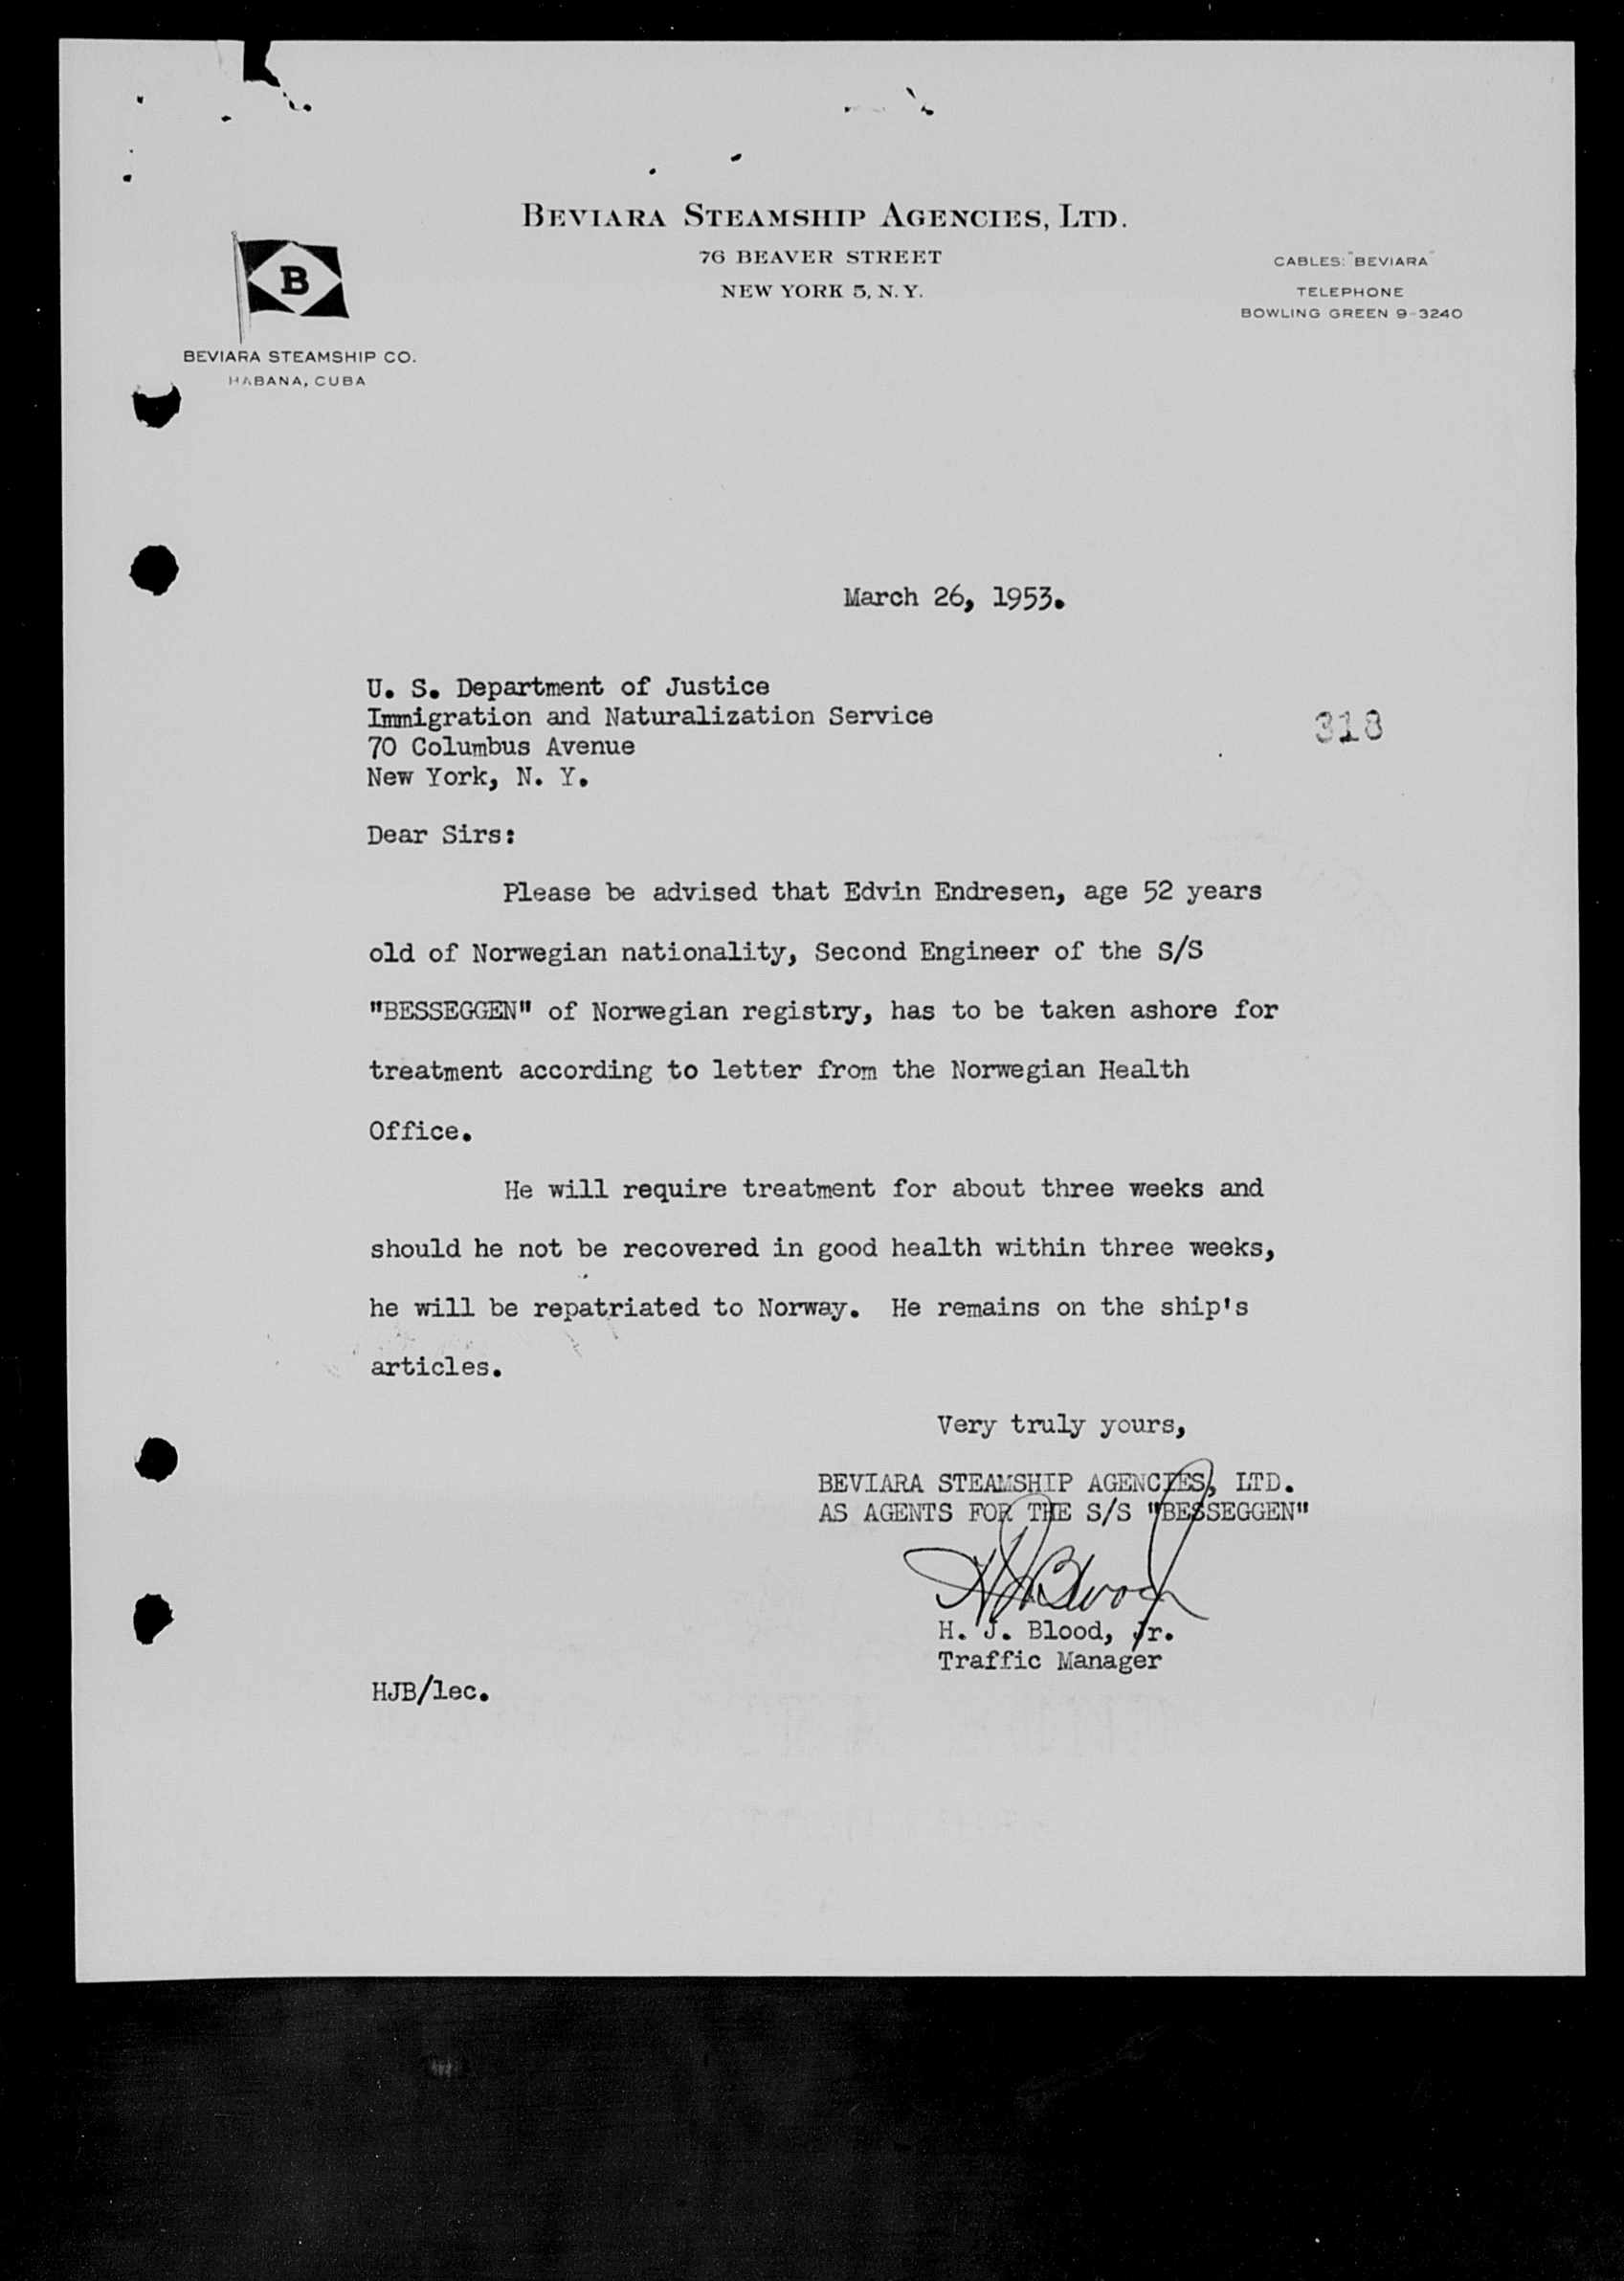 BEVIARA STEAMSHIP AGENCIES, LTD.
76 BEAVER STREET
NEW YORK 5, N. Y.
CABLES: "BEVIARA"
TELEPHONE
BOWLING GREEN 9-3240
B
BEVIARA STEAMSHIP CO.
HABANA, CUBA
March 26, 1953.
U. S. Department of Justice
Immigration and Naturalization Service
318
70 Columbus Avenue
New York, N. Y.
Dear Sirs:
Please be advised that Edvin Endresen, age 52 years
old of Norwegian nationality, Second Engineer of the S/S
"BESSEGGEN" of Norwegian registry, has to be taken ashore for
treatment according to letter from the Norwegian Health
Office.
He will require treatment for about three weeks and
should he not be recovered in good health within three weeks,
he will be repatriated to Norway. He remains on the ship's
articles.
Very truly yours,
BEVIARA STEAMSHIP AGENCIES, LTD.
AS AGENTS FOR THE S/S "BESSEGGEN"
HJBlood Jr
H. J. Blood, Jr.
Traffic Manager
HJB/lec.